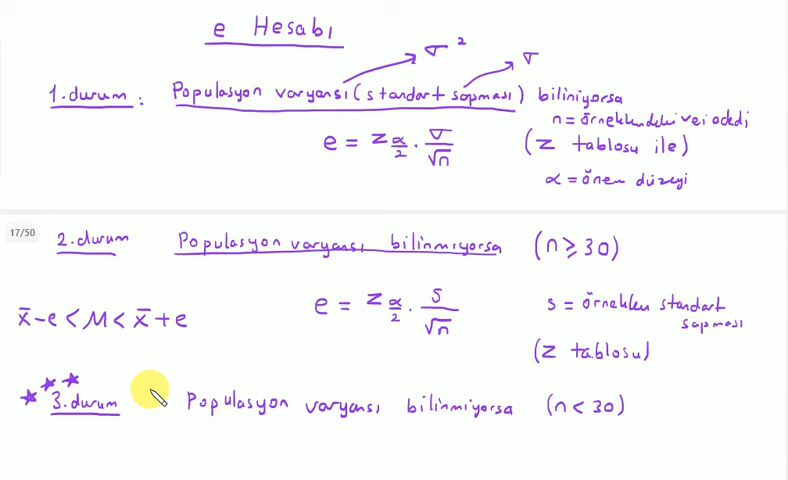 e Hesabı
σ²
σ
1.durum : Populasyon varyansı (standart sapması) biliniyorsa
n = örneklemdeki veri adedi
e = z α/2 . σ/√n
(z tablosu ile)
α = önem düzeyi
17/50
2.durum Populasyon varyansı bilinmiyorsa (n ≥ 30)
e = z α/2 . s/√n
s = örneklem standart sapması
x̄-e < μ < x̄+e
(z tablosu)
3.durum Populasyon varyansı bilinmiyorsa (n < 30)